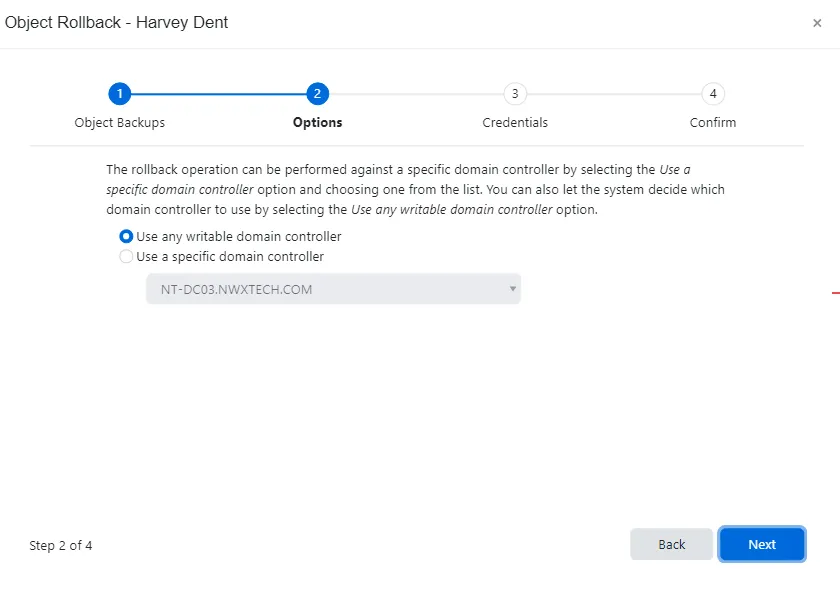 Object Rollback - Harvey Dent
×
1
2
3
4
Object Backups
Options
Credentials
Confirm
The rollback operation can be performed against a specific domain controller by selecting the Use a
specific domain controller option and choosing one from the list. You can also let the system decide which
domain controller to use by selecting the Use any writable domain controller option.
Use any writable domain controller
Use a specific domain controller
NT-DC03.NWXTECH.COM
Step 2 of 4
Back
Next